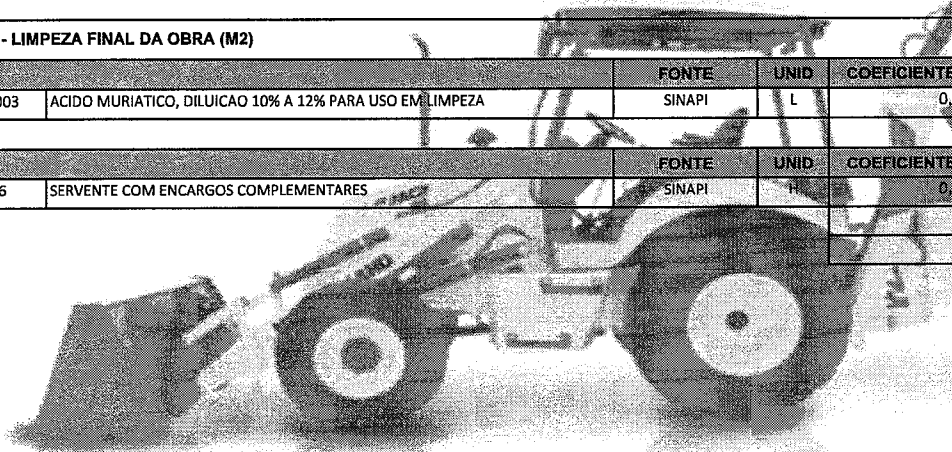 - LIMPEZA FINAL DA OBRA (M2)
FONTE UNID COEFICIENTE
003 ACIDO MURIATICO, DILUICAO 10% A 12% PARA USO EM LIMPEZA SINAPI L 0,
FONTE UNID COEFICIENTE
6 SERVENTE COM ENCARGOS COMPLEMENTARES SINAPI H 0,